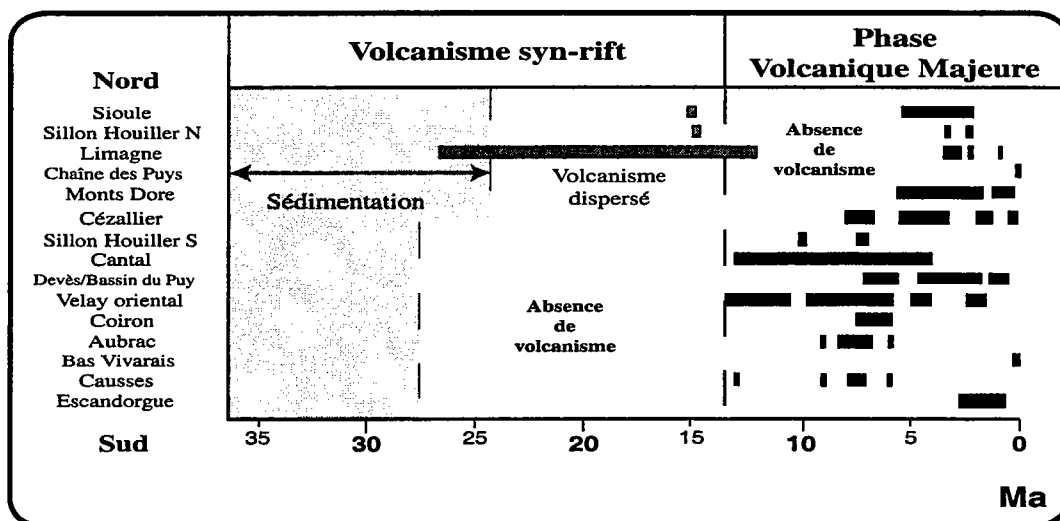 Volcanisme syn-rift
Phase
Volcanique Majeure
Nord
Sioule
Sillon Houiller N
Limagne
Chaîne des Puys
Monts Dore
Cézallier
Sillon Houiller S
Cantal
Devès/Bassin du Puy
Velay oriental
Coiron
Aubrac
Bas Vivarais
Causses
Escandorgue
Sud
Sédimentation
Volcanisme
dispersé
Absence
de
volcanisme
Absence
de
volcanisme
35 30 25 20 15 10 5 0
Ma